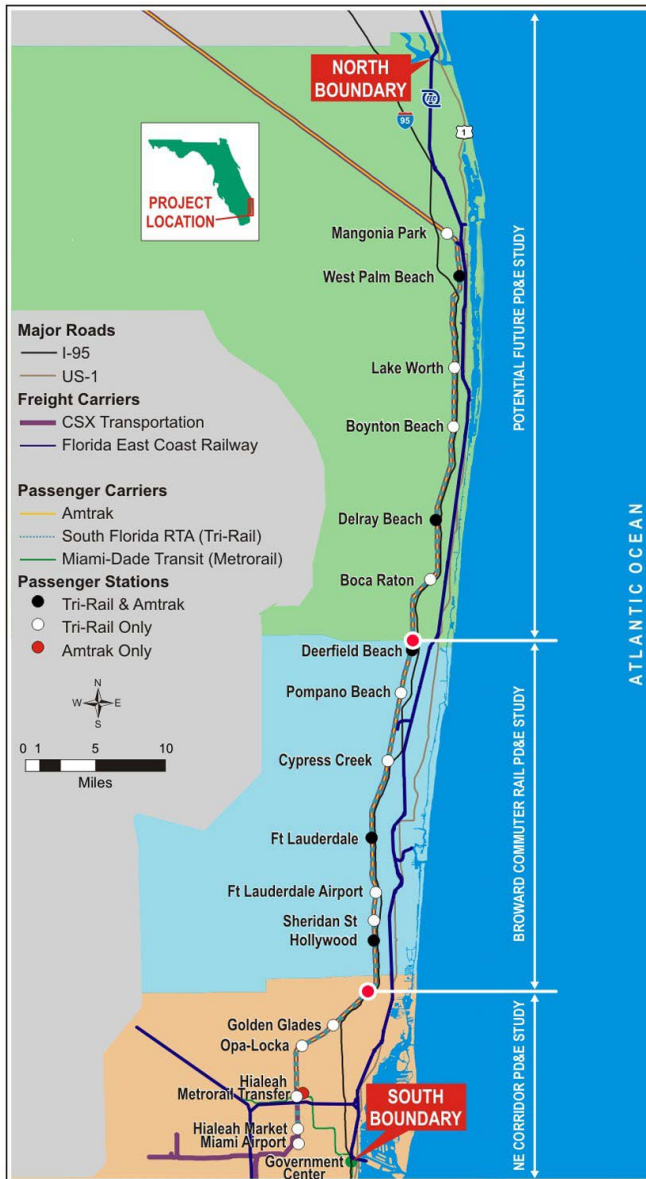 NORTH
BOUNDARY
95
1
PROJECT
LOCATION
Mangonia Park
West Palm Beach
Major Roads
I-95
US-1
Lake Worth
Freight Carriers
CSX Transportation
Florida East Coast Railway
Boynton Beach
Passenger Carriers
Amtrak
South Florida RTA (Tri-Rail)
Miami-Dade Transit (Metrorail)
Delray Beach
Passenger Stations
Tri-Rail & Amtrak
Tri-Rail Only
Amtrak Only
Boca Raton
Deerfield Beach
N
W E
S
Pompano Beach
0 1 5 10
Miles
Cypress Creek
Ft Lauderdale
Ft Lauderdale Airport
Sheridan St
Hollywood
Golden Glades
Opa-Locka
Hialeah
Metrorail Transfer
Hialeah Market
Miami Airport
Government
Center
SOUTH
BOUNDARY
POTENTIAL FUTURE PD&E STUDY
BROWARD COMMUTER RAIL PD&E STUDY
NE CORRIDOR PD&E STUDY
ATLANTIC OCEAN